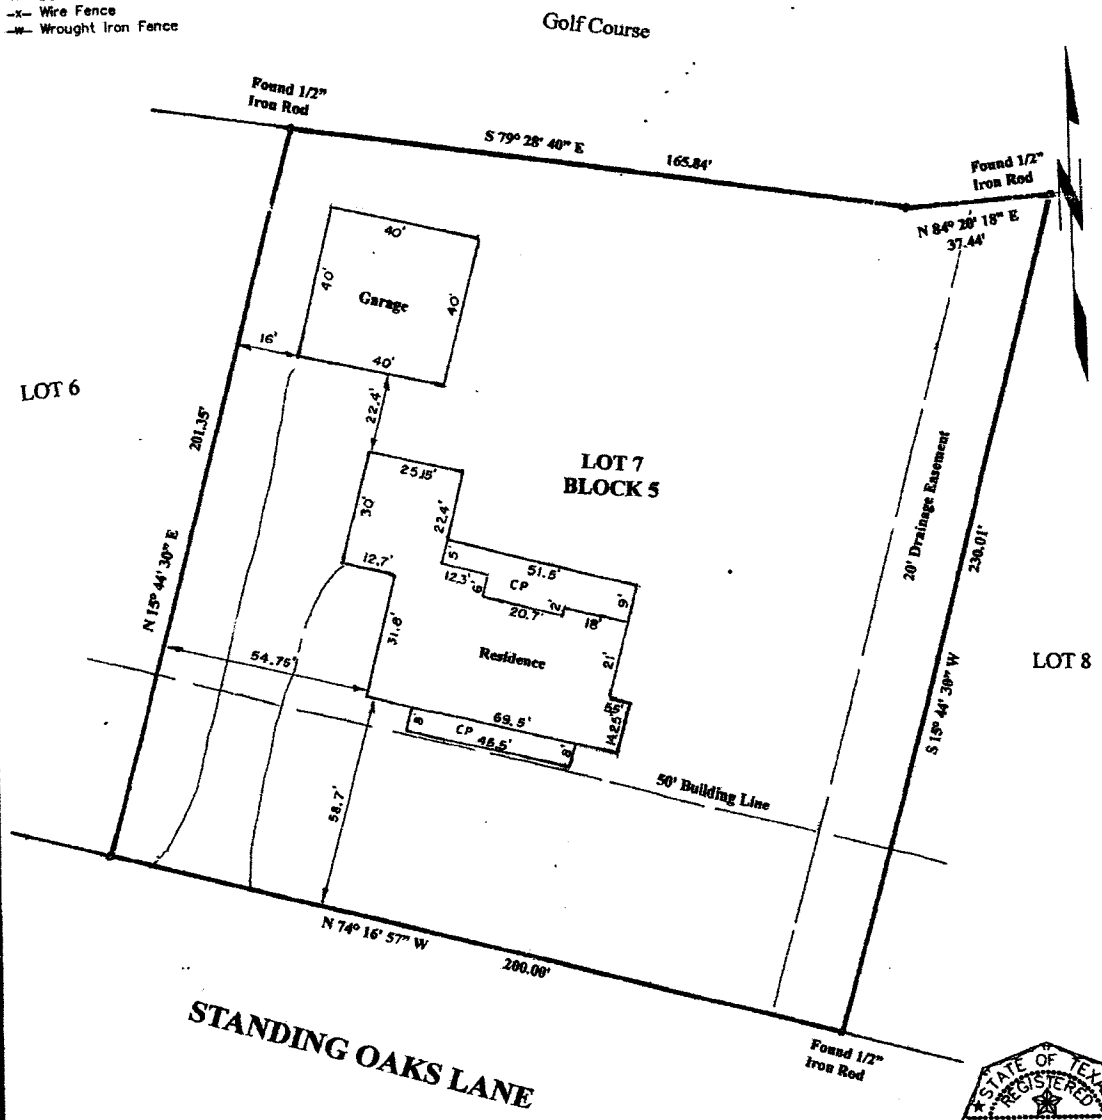 -x- Wire Fence
-w- Wrought Iron Fence
Golf Course
Found 1/2"
Iron Rod
S 79° 28' 40" E
165.84'
Found 1/2"
Iron Rod
N 84° 20' 18" E
37.44'
40'
40'
Garage
40'
40'
16'
LOT 6
22.4'
201.35'
LOT 7
BLOCK 5
25.15'
30'
22.4'
20' Drainage Easement
230.01'
5'
51.5'
12.7'
12.3'
6'
CP
2'
9'
20.7'
18'
N 15° 44' 30" E
31.8'
Residence
21'
54.75'
LOT 8
S 15° 44' 30" W
5.5'
14.25'
69.5'
8'
CP
46.5'
8'
50' Building Line
58.7'
N 74° 16' 57" W
200.00'
STANDING OAKS LANE
Found 1/2"
Iron Rod
STATE OF TEXA
REGISTERED